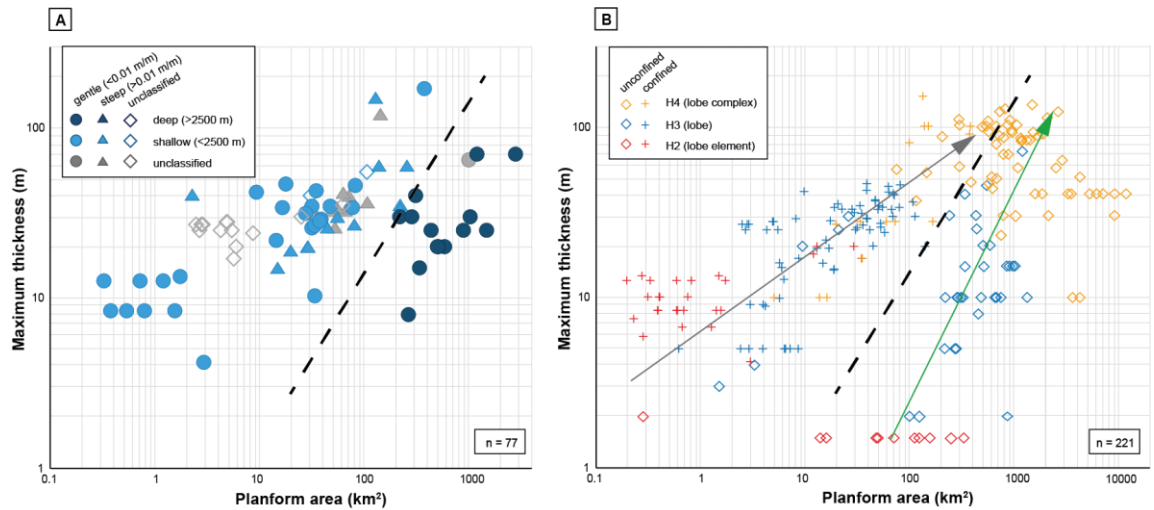 A
gentle (<0.01 m/m)
steep (>0.01 m/m)
unclassified
deep (>2500 m)
shallow (<2500 m)
unclassified
100
10
1
Maximum thickness (m)
n = 77
0.1
1
10
100
1000
Planform area (km²)
B
unconfined
confined
H4 (lobe complex)
H3 (lobe)
H2 (lobe element)
100
10
1
Maximum thickness (m)
n = 221
0.1
1
10
100
1000
10000
Planform area (km²)